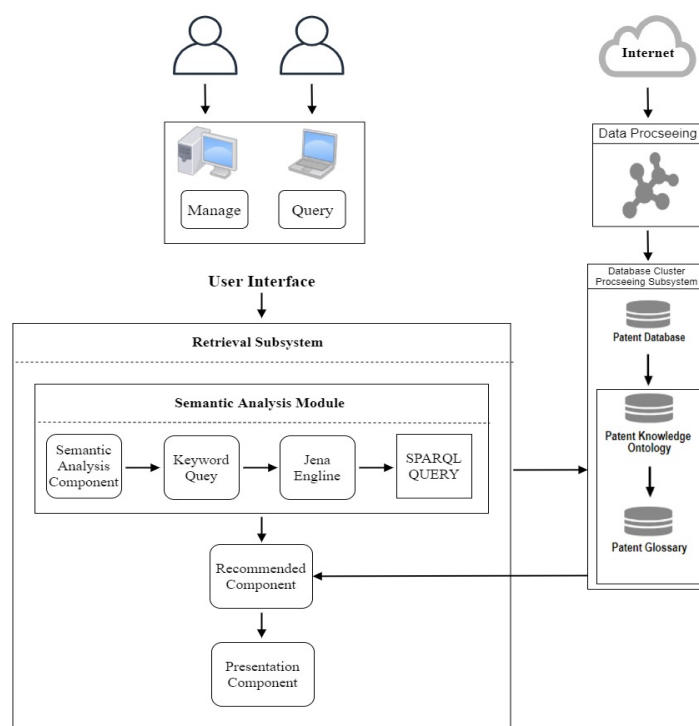 Internet
Data Procseeing
Manage
Query
User Interface
Database Cluster
Procseeing Subsystem
Patent Database
Patent Knowledge
Ontology
Patent Glossary
Retrieval Subsystem
Semantic Analysis Module
Semantic
Analysis
Component
Keyword
Quey
Jena
Engline
SPARQL
QUERY
Recommended
Component
Presentation
Component